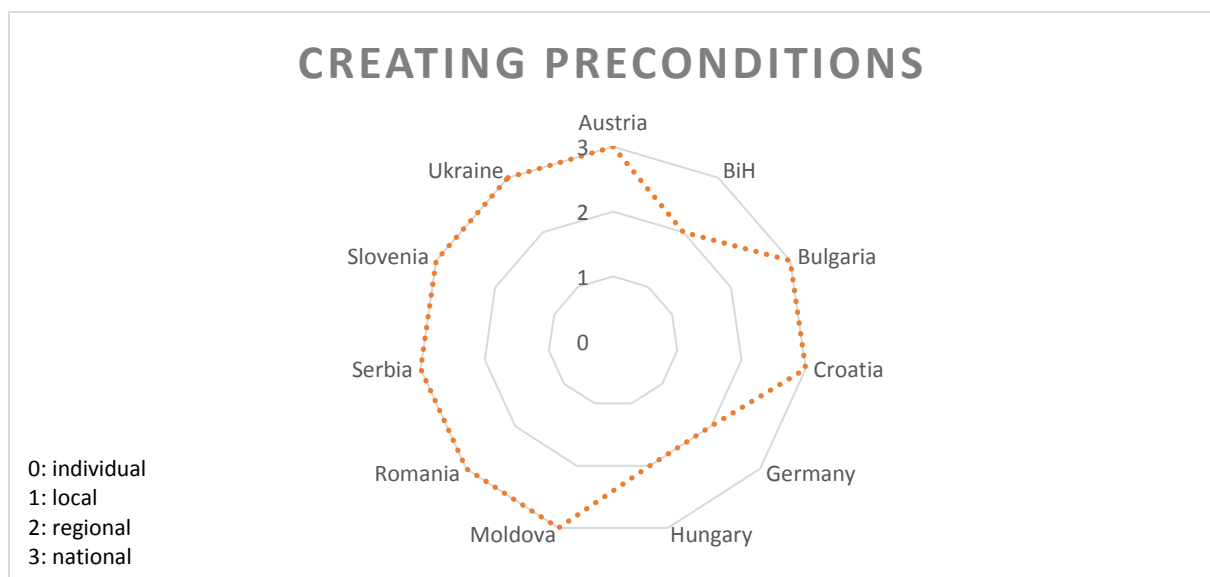 CREATING PRECONDITIONS
Austria
3
BiH
Ukraine
2
Slovenia
Bulgaria
1
0
Serbia
Croatia
Romania
Germany
Moldova
Hungary
0: individual
1: local
2: regional
3: national